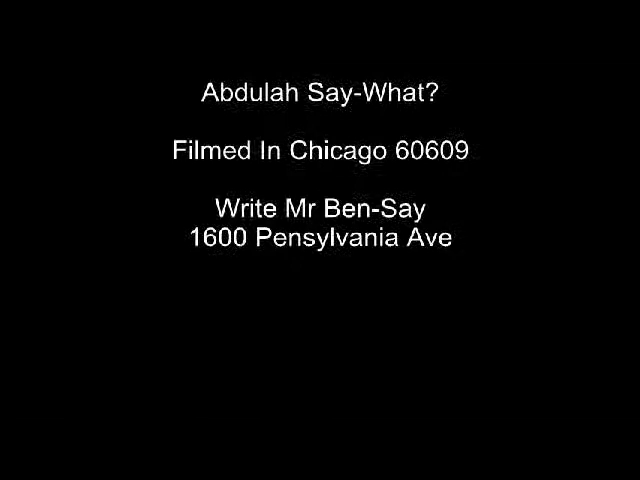 Abdulah Say-What?
Filmed In Chicago 60609
Write Mr Ben-Say
1600 Pensylvania Ave